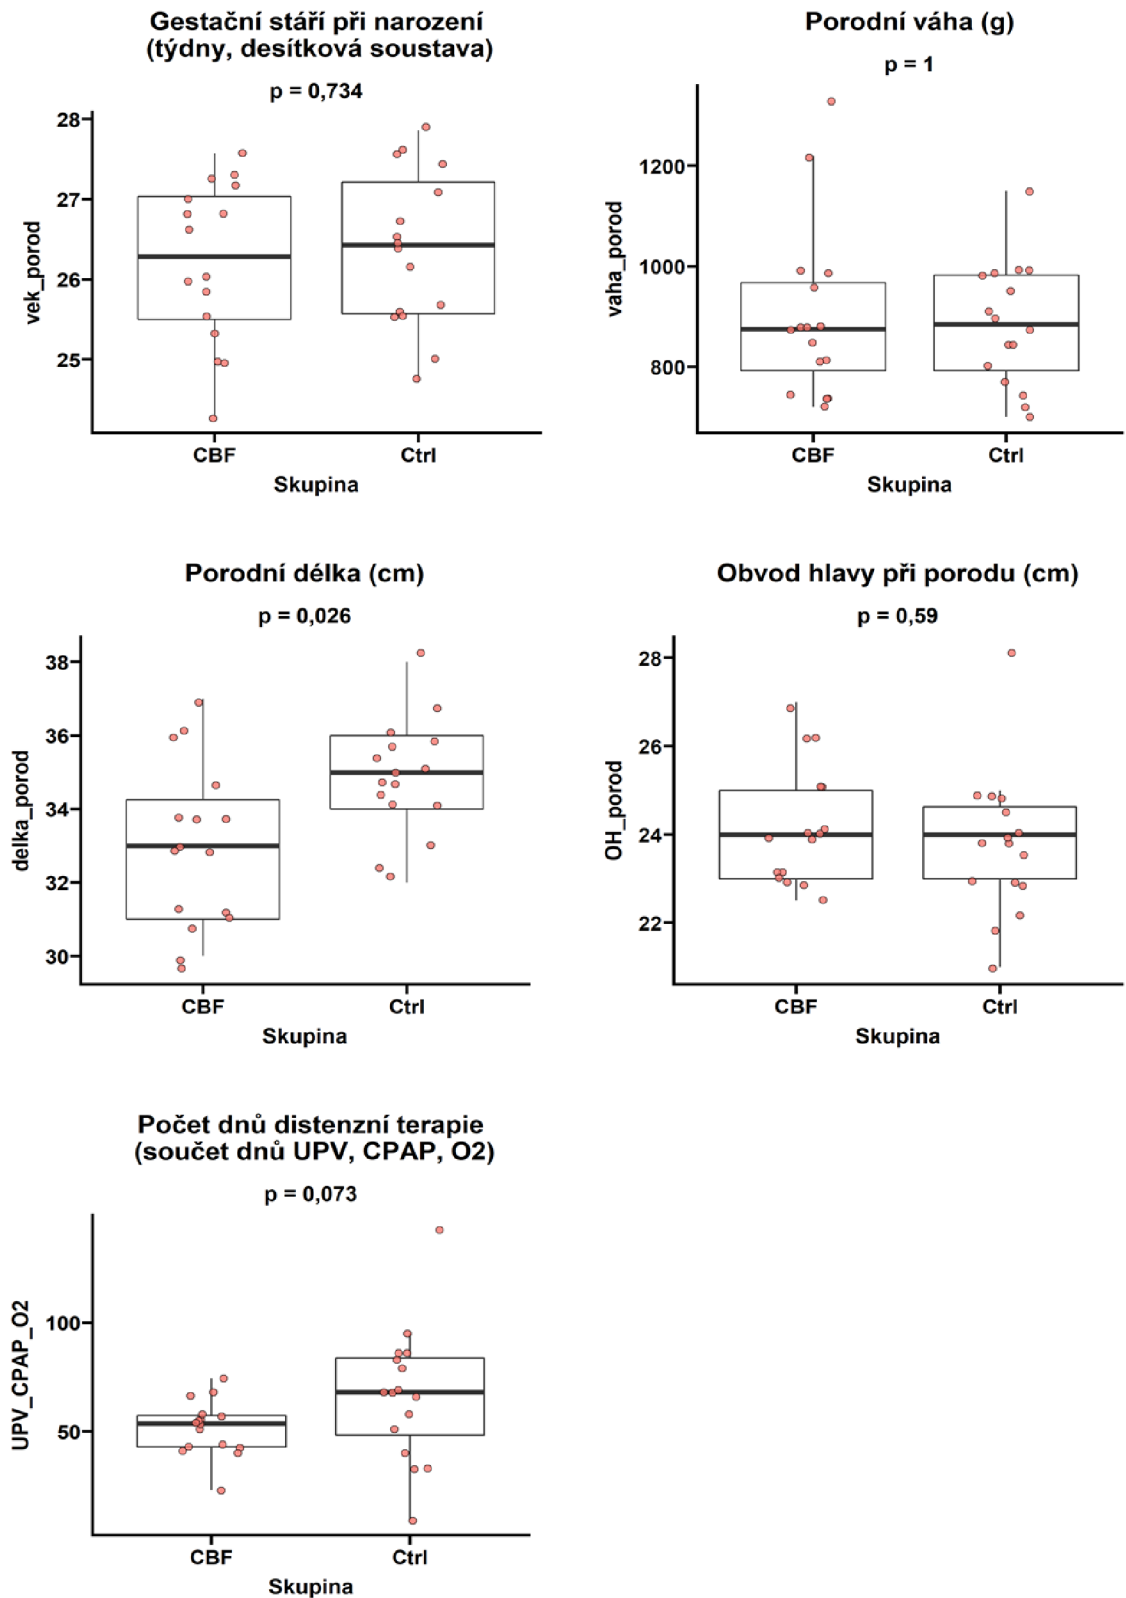 Gestační stáří při narození
(týdny, desítková soustava)
p = 0,734
vek_porod
28
27
26
25
CBF
Ctrl
Skupina
Porodní váha (g)
p = 1
vaha_porod
1200
1000
800
CBF
Ctrl
Skupina
Porodní délka (cm)
p = 0,026
delka_porod
38
36
34
32
30
CBF
Ctrl
Skupina
Obvod hlavy při porodu (cm)
p = 0,59
OH_porod
28
26
24
22
CBF
Ctrl
Skupina
Počet dnů distenzní terapie
(součet dnů UPV, CPAP, O2)
p = 0,073
UPV_CPAP_O2
100
50
CBF
Ctrl
Skupina